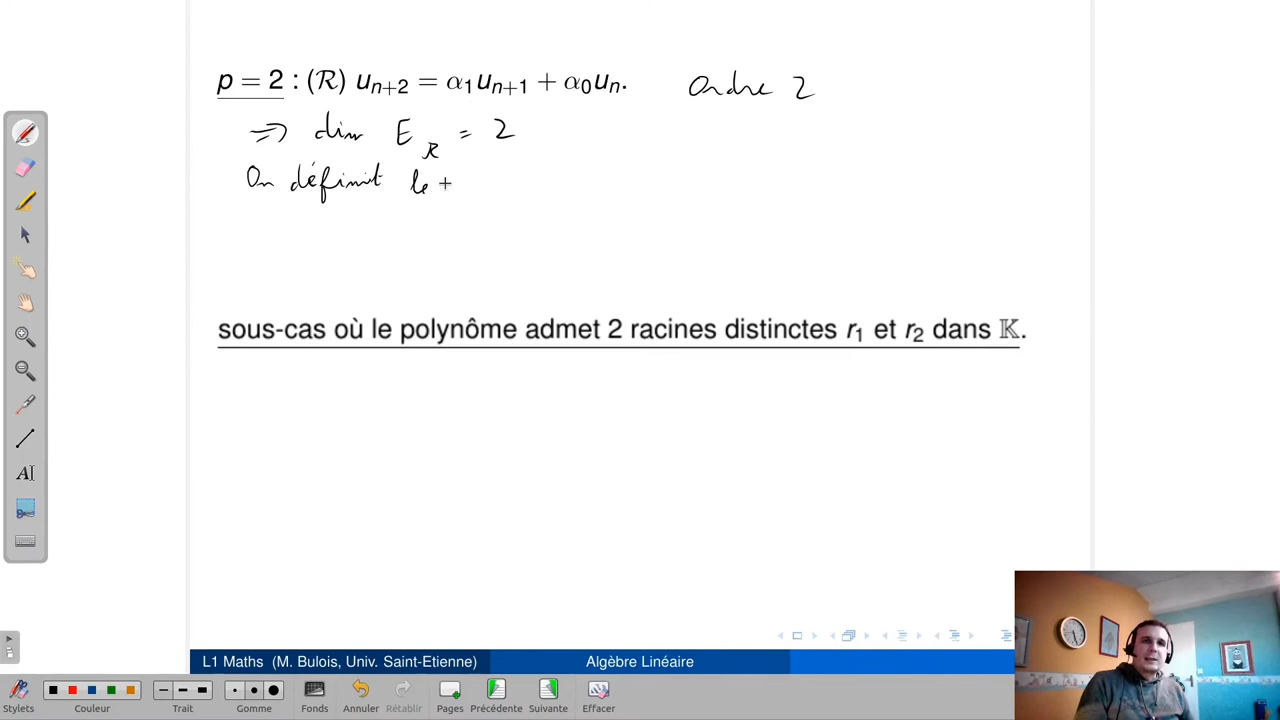 p = 2 : (ℛ) uₙ₊₂ = α₁uₙ₊₁ + α₀uₙ. Ordre 2
=> dim E_ℛ = 2
On définit le
sous-cas où le polynôme admet 2 racines distinctes r₁ et r₂ dans 𝕂.
L1 Maths (M. Bulois, Univ. Saint-Etienne) Algèbre Linéaire
Stylets Couleur Trait Gomme Fonds Annuler Rétablir Pages Précédente Suivante Effacer